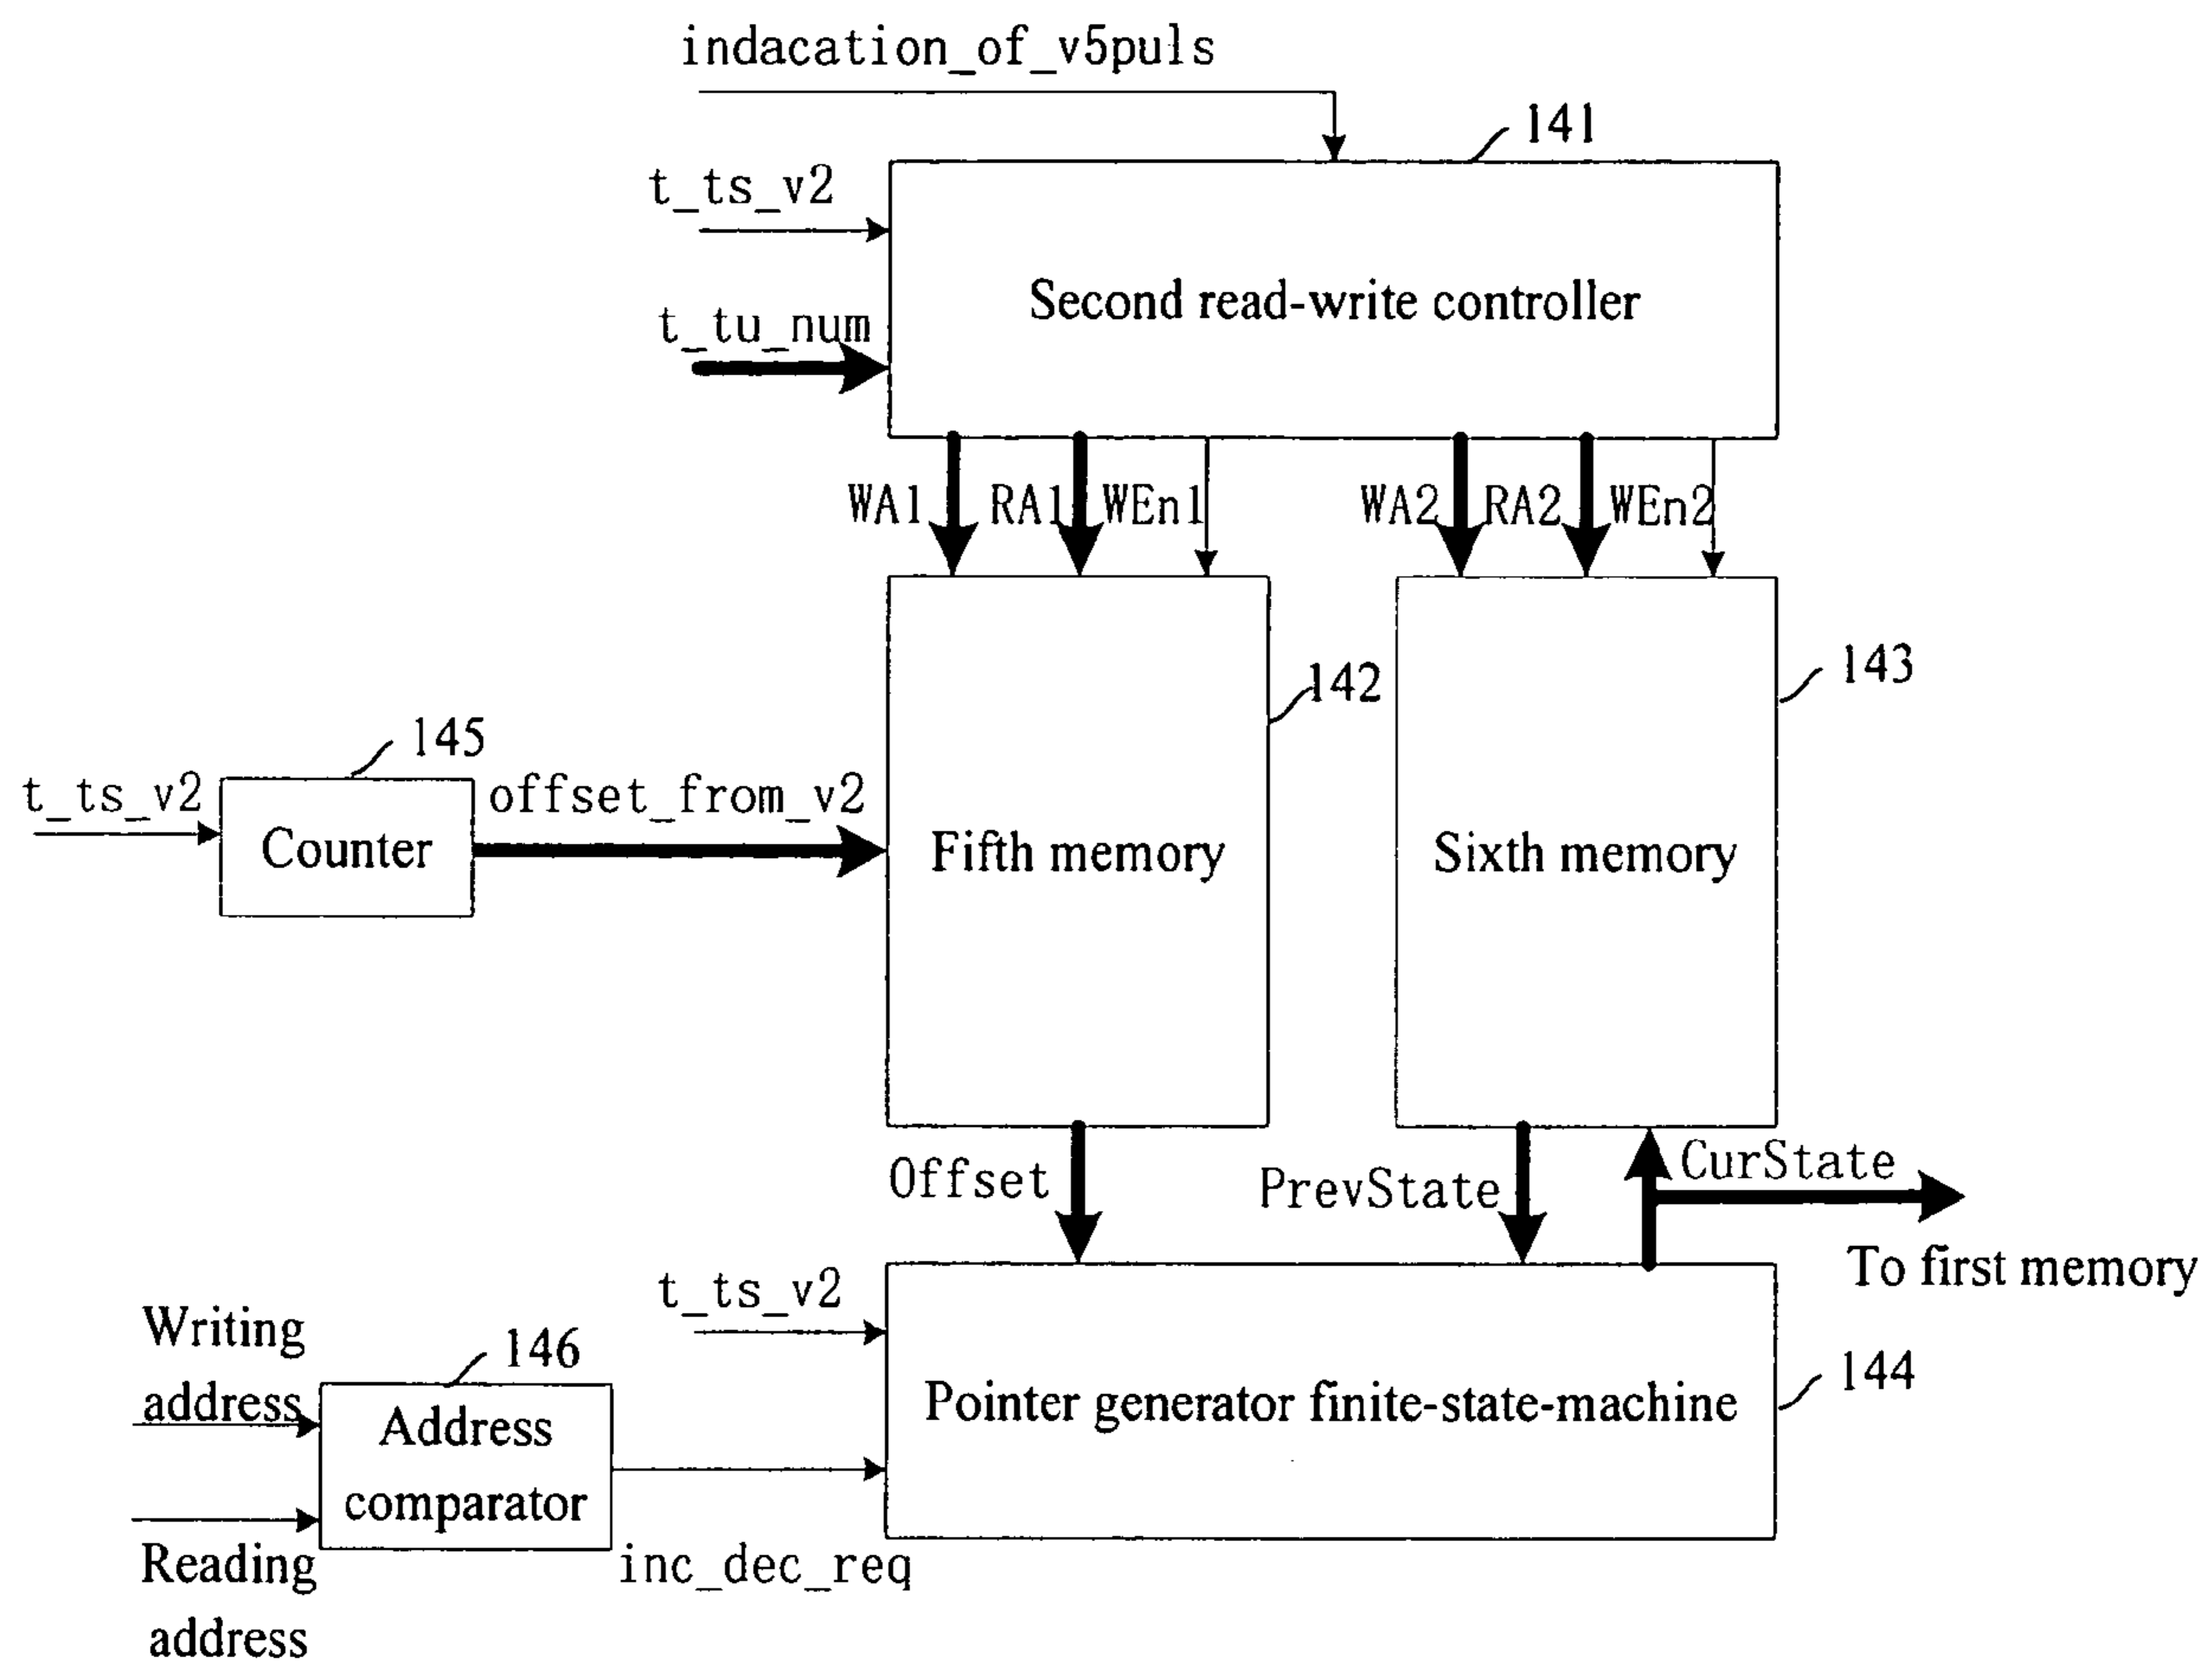 indacation_of_v5puls
141
t_ts_v2
Second read-write controller
t_tu_num
WA1 RA1 WEn1 WA2 RA2 WEn2
142
143
145
t_ts_v2
offset_from_v2
Counter
Fifth memory
Sixth memory
Offset
PrevState
CurState
To first memory
t_ts_v2
Writing
address
146
144
Address
comparator
Pointer generator finite-state-machine
Reading
address
inc_dec_req